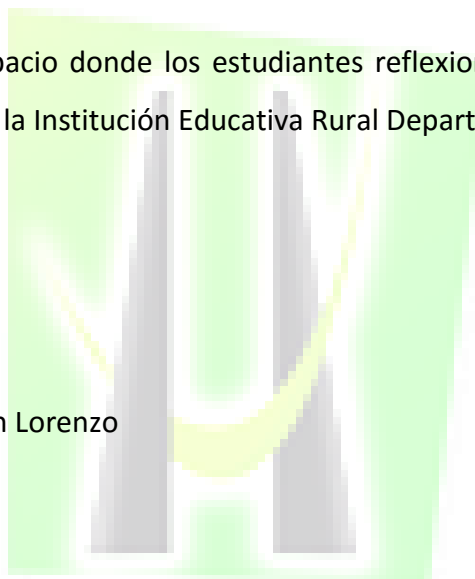 pacio donde los estudiantes reflexion
la Institución Educativa Rural Depart
n Lorenzo